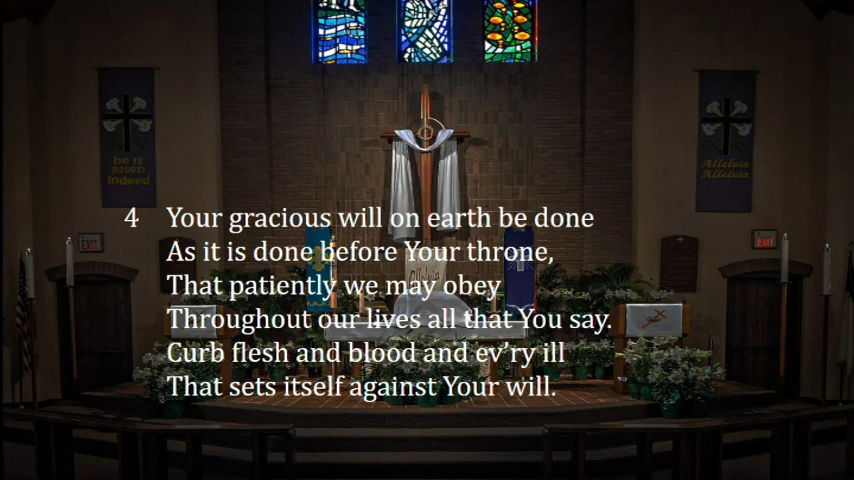 he is
risen
indeed
Alleluia
Alleluia
EXIT
EXIT
Alleluia
4 Your gracious will on earth be done
As it is done before Your throne,
That patiently we may obey
Throughout our lives all that You say.
Curb flesh and blood and ev’ry ill
That sets itself against Your will.